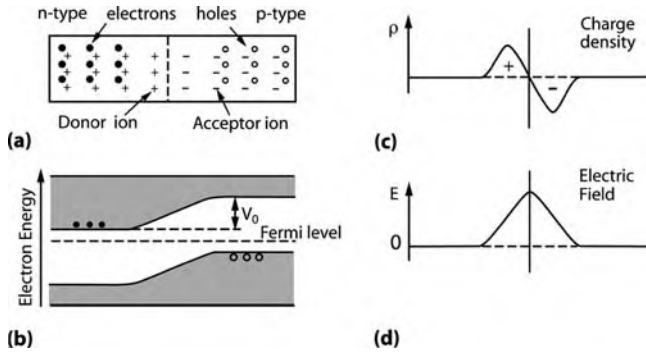 n-type electrons holes p-type
Donor ion Acceptor ion
(a)
Electron Energy
V0
Fermi level
(b)
ρ
Charge
density
+
-
(c)
E
Electric
Field
0
(d)